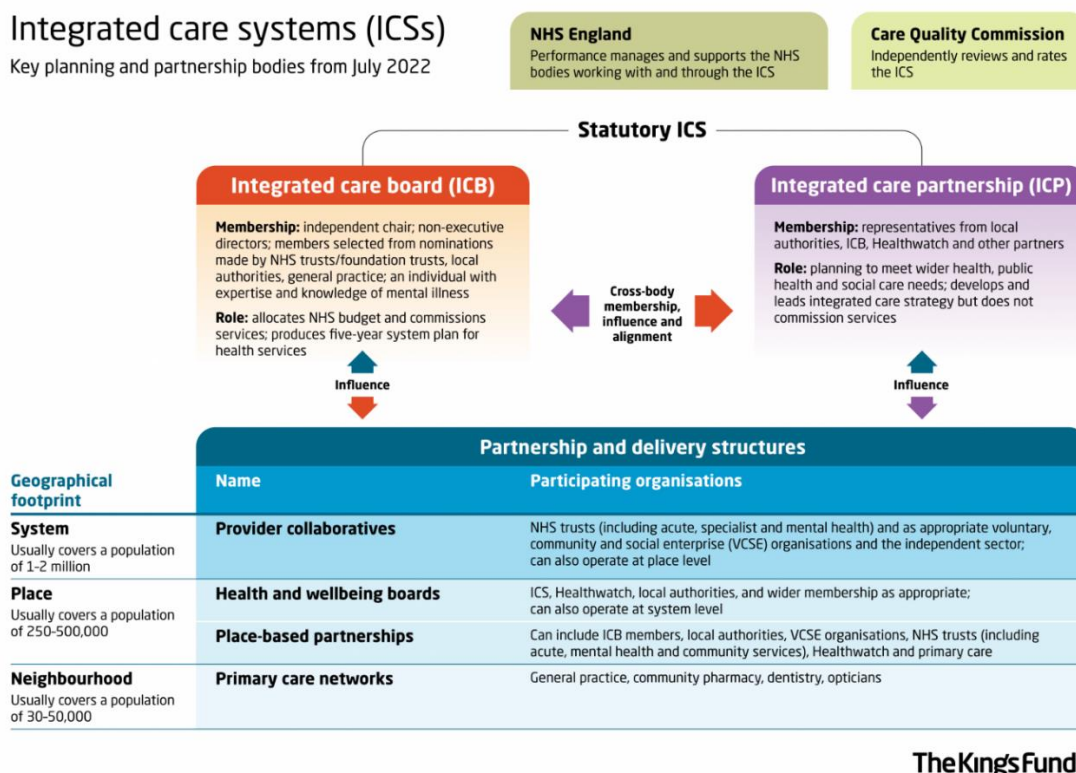 Integrated care systems (ICSs)
Key planning and partnership bodies from July 2022
NHS England
Performance manages and supports the NHS
bodies working with and through the ICS
Care Quality Commission
Independently reviews and rates
the ICS
Statutory ICS
Integrated care board (ICB)
Membership: independent chair; non-executive
directors; members selected from nominations
made by NHS trusts/foundation trusts, local
authorities, general practice; an individual with
expertise and knowledge of mental illness
Role: allocates NHS budget and commissions
services; produces five-year system plan for
health services
Cross-body
membership,
influence and
alignment
Integrated care partnership (ICP)
Membership: representatives from local
authorities, ICB, Healthwatch and other partners
Role: planning to meet wider health, public
health and social care needs; develops and
leads integrated care strategy but does not
commission services
Influence
Influence
Partnership and delivery structures
Geographical
footprint
Name
Participating organisations
System
Usually covers a population
of 1–2 million
Provider collaboratives
NHS trusts (including acute, specialist and mental health) and as appropriate voluntary,
community and social enterprise (VCSE) organisations and the independent sector;
can also operate at place level
Place
Usually covers a population
of 250–500,000
Health and wellbeing boards
ICS, Healthwatch, local authorities, and wider membership as appropriate;
can also operate at system level
Place-based partnerships
Can include ICB members, local authorities, VCSE organisations, NHS trusts (including
acute, mental health and community services), Healthwatch and primary care
Neighbourhood
Usually covers a population
of 30–50,000
Primary care networks
General practice, community pharmacy, dentistry, opticians
The King's Fund